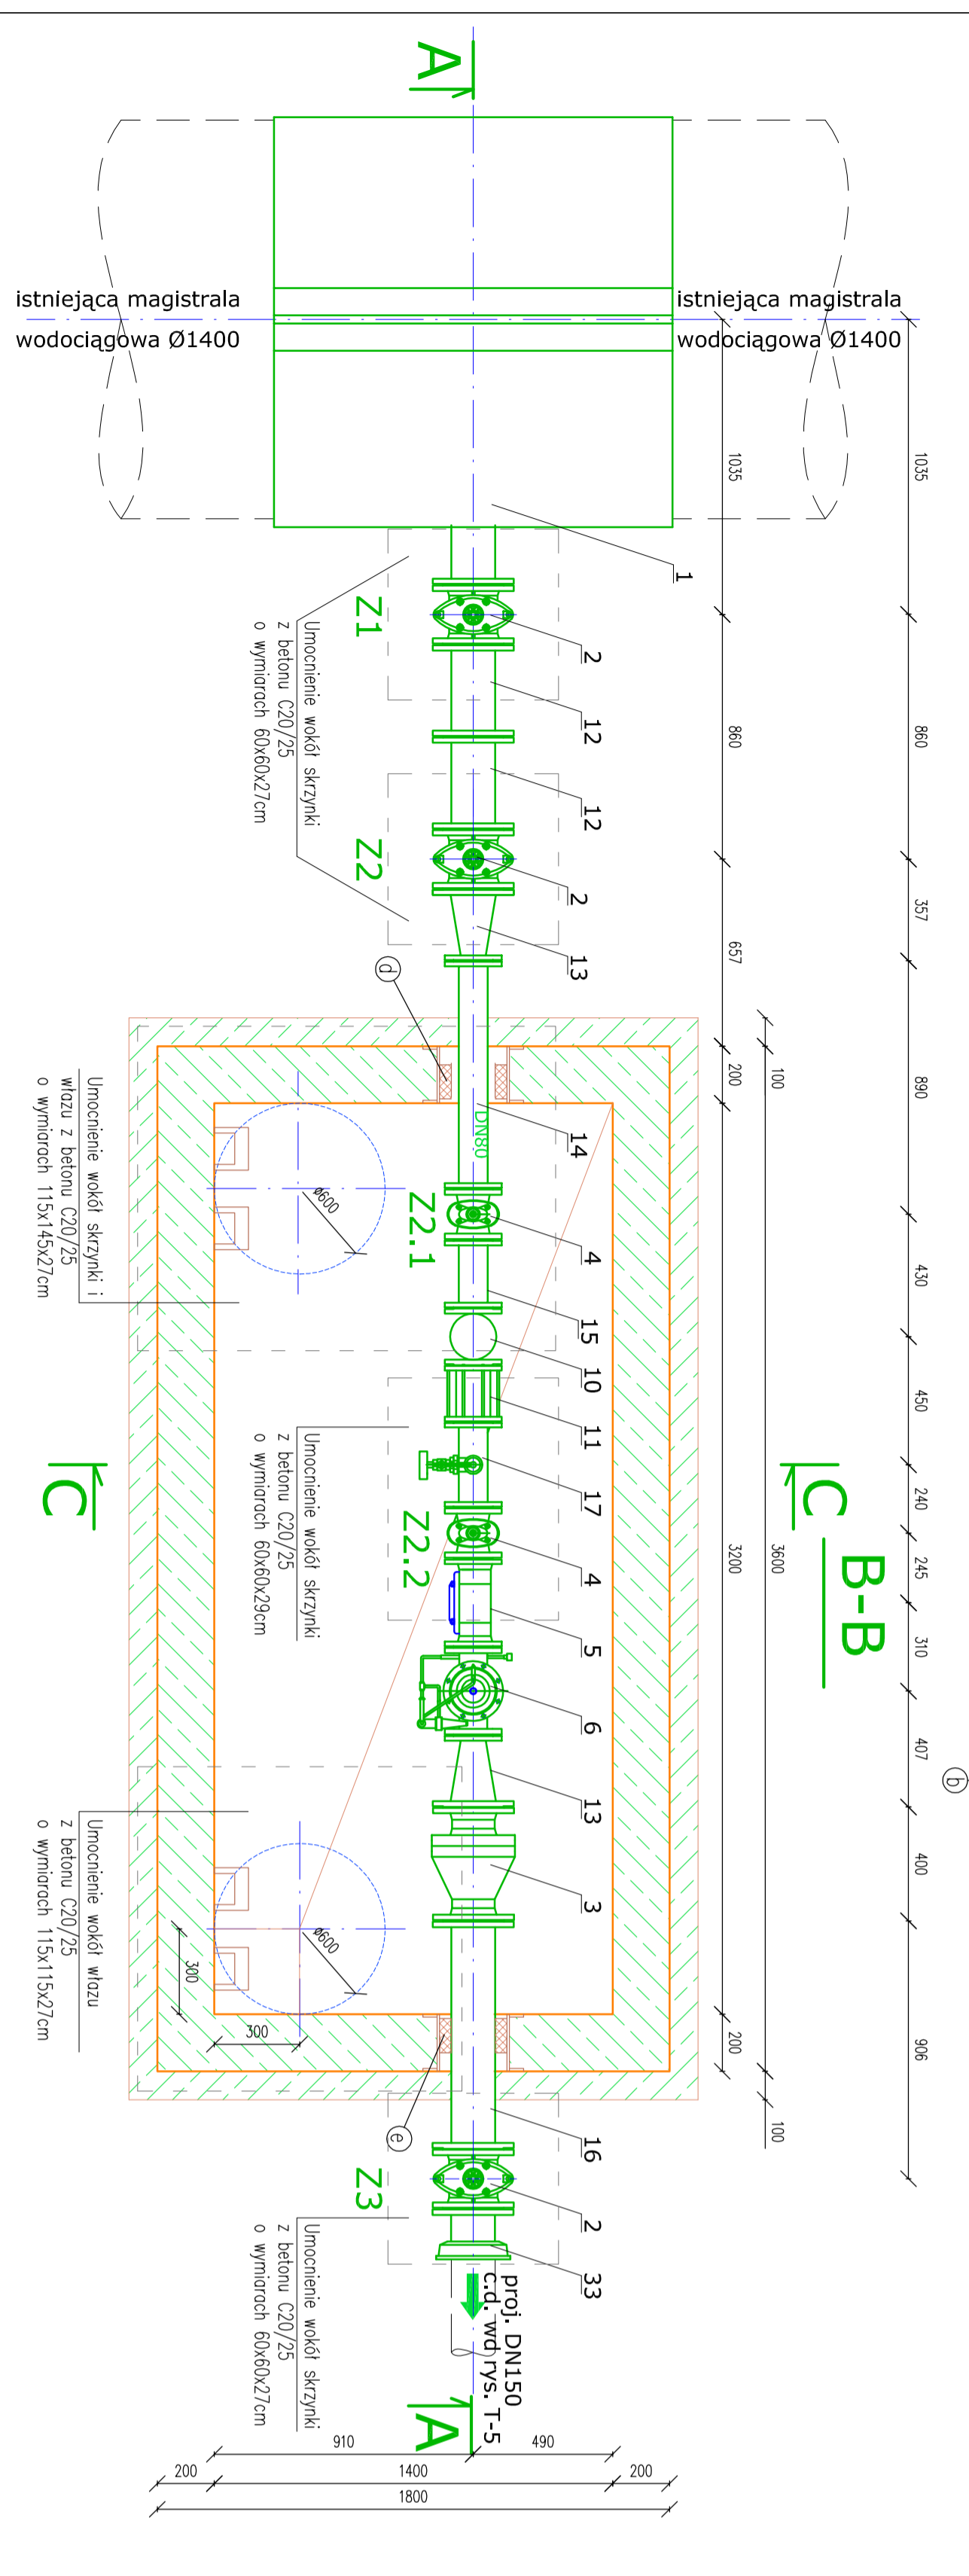 A
istniejąca magistrala
wodociągowa Ø1400
istniejąca magistrala
wodociągowa Ø1400
1035
1035
1
Z1
2
12
Umocnienie wokół skrzynki
z betonu C20/25
o wymiarach 60x60x27cm
860
860
12
Z2
2
13
357
657
d
100
200
890
14
DN80
Umocnienie wokół skrzynki i
włazu z betonu C20/25
o wymiarach 115x145x27cm
Ø600
Z2.1
4
430
15
10
11
450
Umocnienie wokół skrzynki
z betonu C20/25
o wymiarach 60x60x29cm
17
C
C
B-B
240
Z2.2
4
3200
3600
245
5
310
6
407
b
13
Umocnienie wokół włazu
z betonu C20/25
o wymiarach 115x115x27cm
3
400
Ø600
300
300
e
200
906
100
16
Z3
2
Umocnienie wokół skrzynki
z betonu C20/25
o wymiarach 60x60x27cm
33
proj. DN150
c.d. wd rys. T-5
A
910
490
200
1400
200
1800